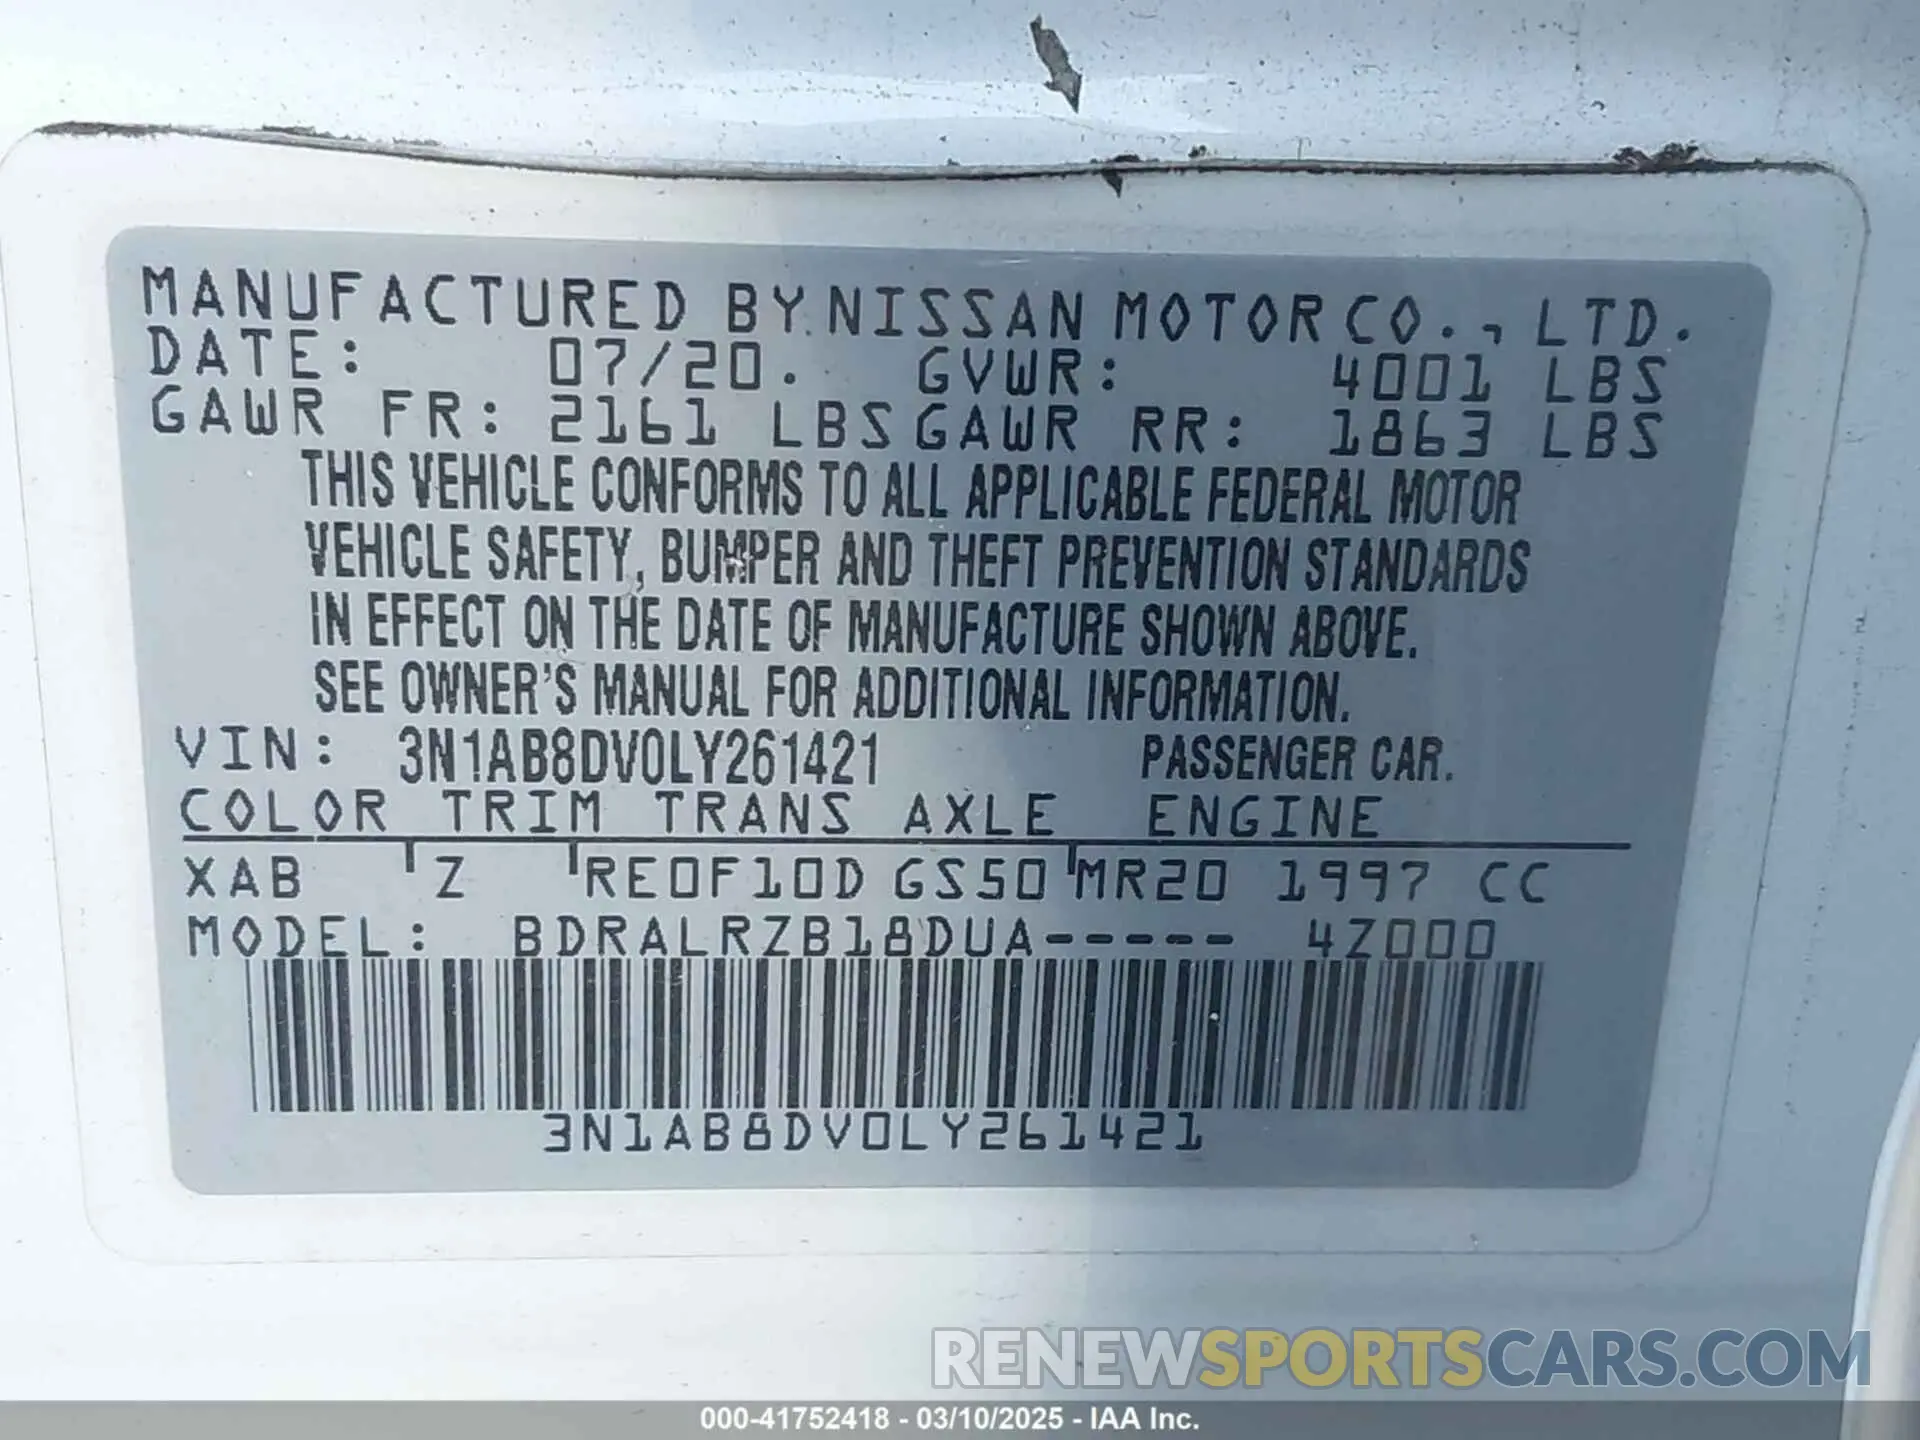 MANUFACTURED BY NISSAN MOTOR CO., LTD.
DATE: 07/20. GVWR: 4001 LBS
GAWR FR: 2161 LBS GAWR RR: 1863 LBS
THIS VEHICLE CONFORMS TO ALL APPLICABLE FEDERAL MOTOR
VEHICLE SAFETY, BUMPER AND THEFT PREVENTION STANDARDS
IN EFFECT ON THE DATE OF MANUFACTURE SHOWN ABOVE.
SEE OWNER'S MANUAL FOR ADDITIONAL INFORMATION.
VIN: 3N1AB8DV0LY261421 PASSENGER CAR.
COLOR TRIM TRANS AXLE ENGINE
XAB Z RE0F10D GS50 MR20 1997 CC
MODEL: BDRALRZB18DUA----- 4Z000
3N1AB8DV0LY261421
RENEWSPORTSCARS.COM
000-41752418 - 03/10/2025 - IAA Inc.